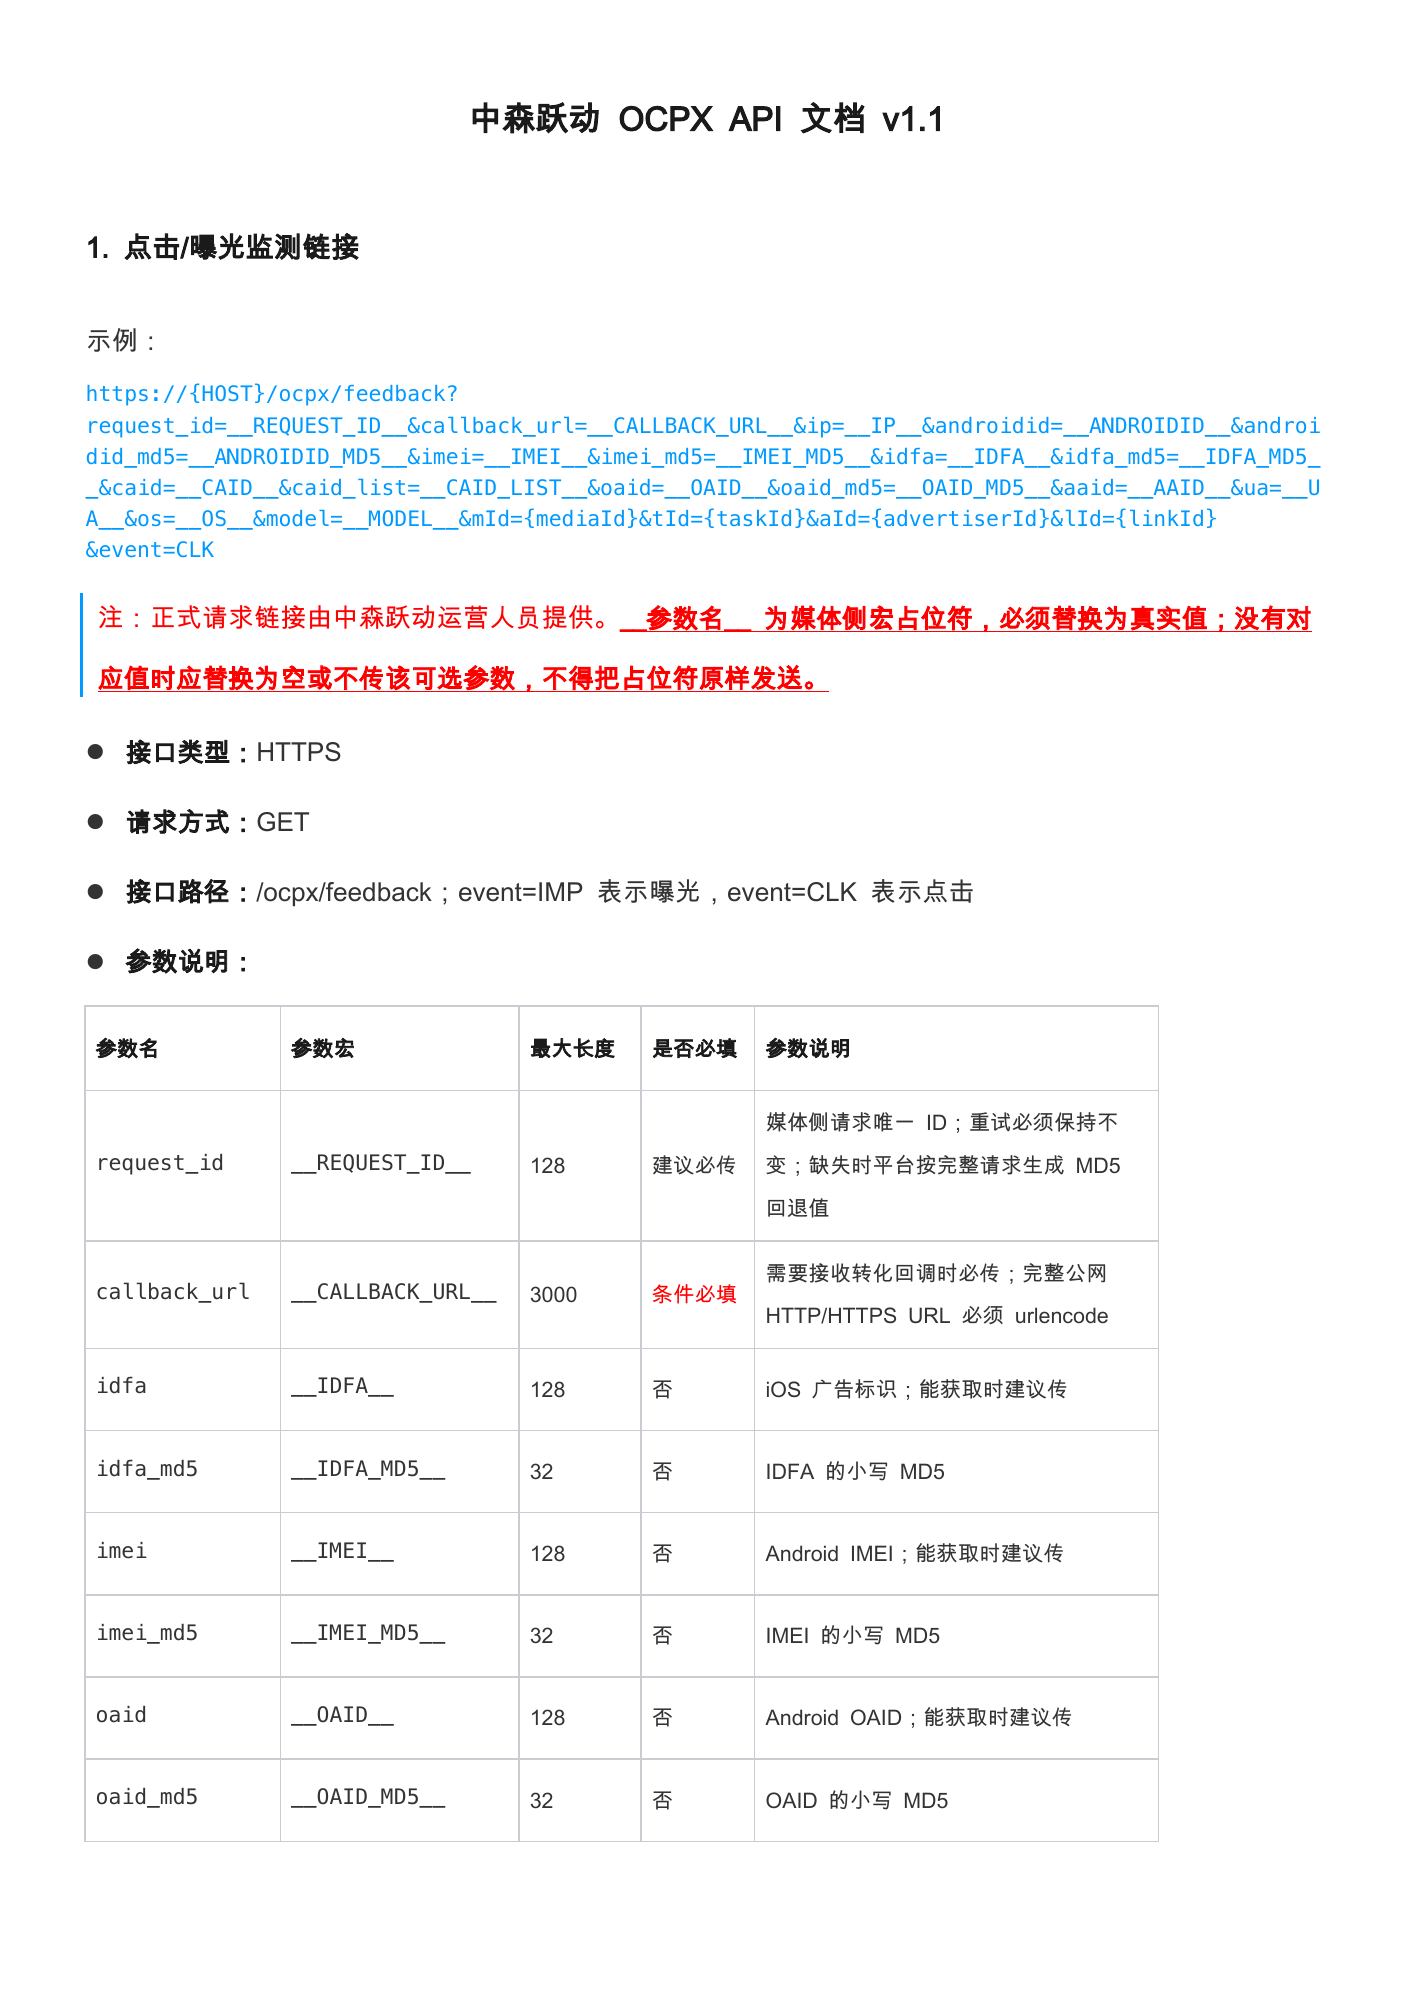 中森跃动 OCPX API 文档 v1.1
1. 点击/曝光监测链接
示例：
https://{HOST}/ocpx/feedback?
request_id=__REQUEST_ID__&callback_url=__CALLBACK_URL__&ip=__IP__&androidid=__ANDROIDID__&androi
did_md5=__ANDROIDID_MD5__&imei=__IMEI__&imei_md5=__IMEI_MD5__&idfa=__IDFA__&idfa_md5=__IDFA_MD5_
_&caid=__CAID__&caid_list=__CAID_LIST__&oaid=__OAID__&oaid_md5=__OAID_MD5__&aaid=__AAID__&ua=__U
A__&os=__OS__&model=__MODEL__&mId={mediaId}&tId={taskId}&aId={advertiserId}&lId={linkId}
&event=CLK
注：正式请求链接由中森跃动运营人员提供。__参数名__ 为媒体侧宏占位符，必须替换为真实值；没有对
应值时应替换为空或不传该可选参数，不得把占位符原样发送。
● 接口类型：HTTPS
● 请求方式：GET
● 接口路径：/ocpx/feedback；event=IMP 表示曝光，event=CLK 表示点击
● 参数说明：
参数名 参数宏 最大长度 是否必填 参数说明
request_id __REQUEST_ID__ 128 建议必传 媒体侧请求唯一 ID；重试必须保持不
变；缺失时平台按完整请求生成 MD5
回退值
callback_url __CALLBACK_URL__ 3000 条件必填 需要接收转化回调时必传；完整公网
HTTP/HTTPS URL 必须 urlencode
idfa __IDFA__ 128 否 iOS 广告标识；能获取时建议传
idfa_md5 __IDFA_MD5__ 32 否 IDFA 的小写 MD5
imei __IMEI__ 128 否 Android IMEI；能获取时建议传
imei_md5 __IMEI_MD5__ 32 否 IMEI 的小写 MD5
oaid __OAID__ 128 否 Android OAID；能获取时建议传
oaid_md5 __OAID_MD5__ 32 否 OAID 的小写 MD5